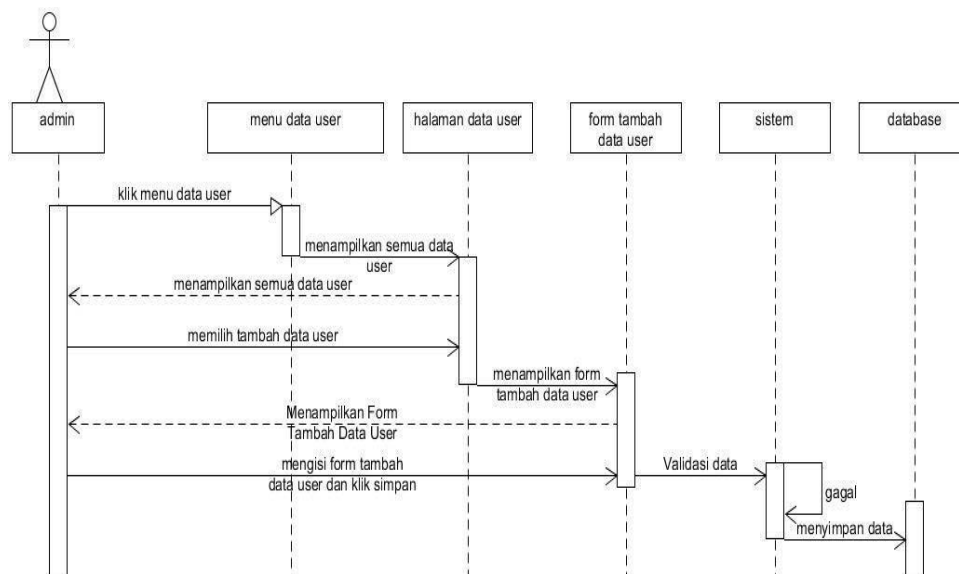 admin
menu data user
halaman data user
form tambah
data user
sistem
database
klik menu data user
menampilkan semua data
user
menampilkan semua data user
memilih tambah data user
menampilkan form
tambah data user
Menampilkan Form
Tambah Data User
mengisi form tambah
data user dan klik simpan
Validasi data
gagal
menyimpan data